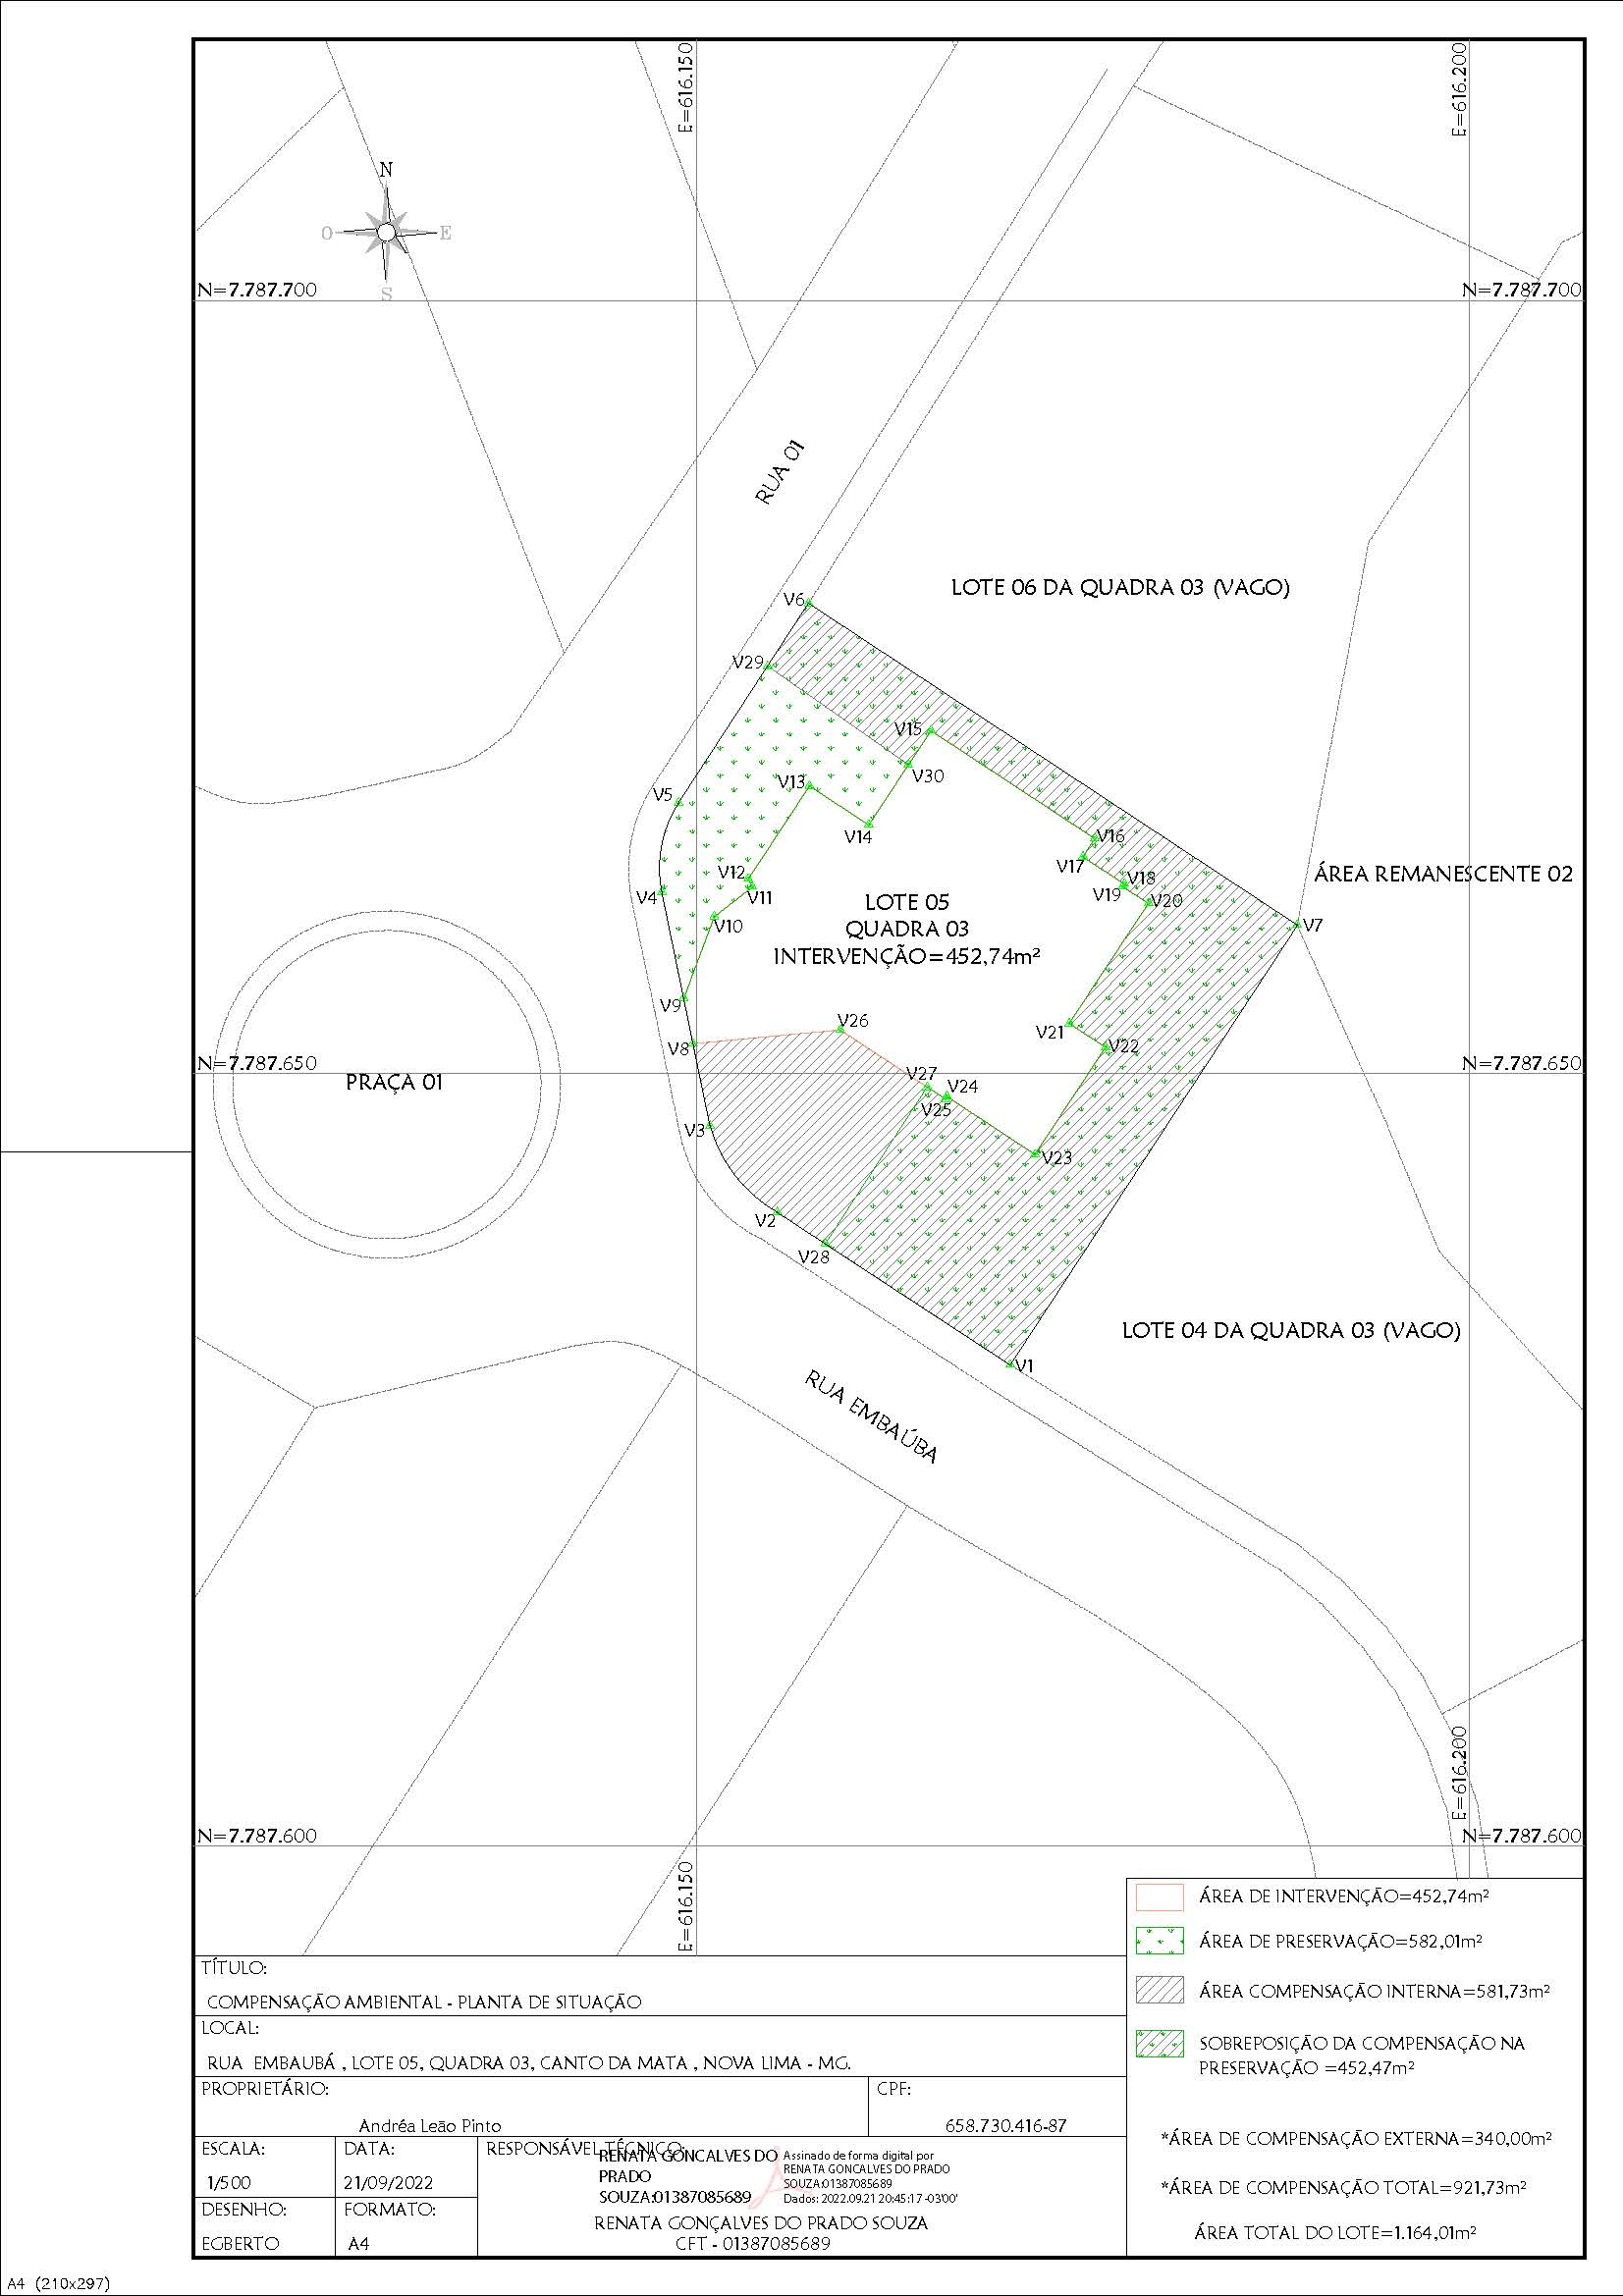 E=616.150
E=616.200
N
O
E
S
N=7.787.700
N=7.787.700
RUA 01
LOTE 06 DA QUADRA 03 (VAGO)
V6
V29
V15
V30
V13
V5
V14
V16
V17
V12
V18
V4
V11
V19
V20
ÁREA REMANESCENTE 02
LOTE 05
QUADRA 03
INTERVENÇÃO=452,74m²
V10
V7
V9
V26
V21
V8
V22
N=7.787.650
N=7.787.650
PRAÇA 01
V27
V24
V25
V3
V23
V2
V28
LOTE 04 DA QUADRA 03 (VAGO)
V1
RUA EMBAÚBA
E=616.200
N=7.787.600
N=7.787.600
E=616.150
ÁREA DE INTERVENÇÃO=452,74m²
ÁREA DE PRESERVAÇÃO=582,01m²
ÁREA COMPENSAÇÃO INTERNA=581,73m²
SOBREPOSIÇÃO DA COMPENSAÇÃO NA
PRESERVAÇÃO =452,47m²
*ÁREA DE COMPENSAÇÃO EXTERNA=340,00m²
*ÁREA DE COMPENSAÇÃO TOTAL=921,73m²
ÁREA TOTAL DO LOTE=1.164,01m²
TÍTULO:
COMPENSAÇÃO AMBIENTAL - PLANTA DE SITUAÇÃO
LOCAL:
RUA EMBAUBÁ , LOTE 05, QUADRA 03, CANTO DA MATA , NOVA LIMA - MG.
PROPRIETÁRIO:
Andréa Leão Pinto
CPF:
658.730.416-87
ESCALA:
1/500
DATA:
21/09/2022
DESENHO:
EGBERTO
FORMATO:
A4
RESPONSÁVEL TÉCNICO:
RENATA GONCALVES DO
PRADO
SOUZA:01387085689
Assinado de forma digital por
RENATA GONCALVES DO PRADO
SOUZA:01387085689
Dados: 2022.09.21 20:45:17 -03'00'
RENATA GONÇALVES DO PRADO SOUZA
CFT - 01387085689
A4 (210x297)